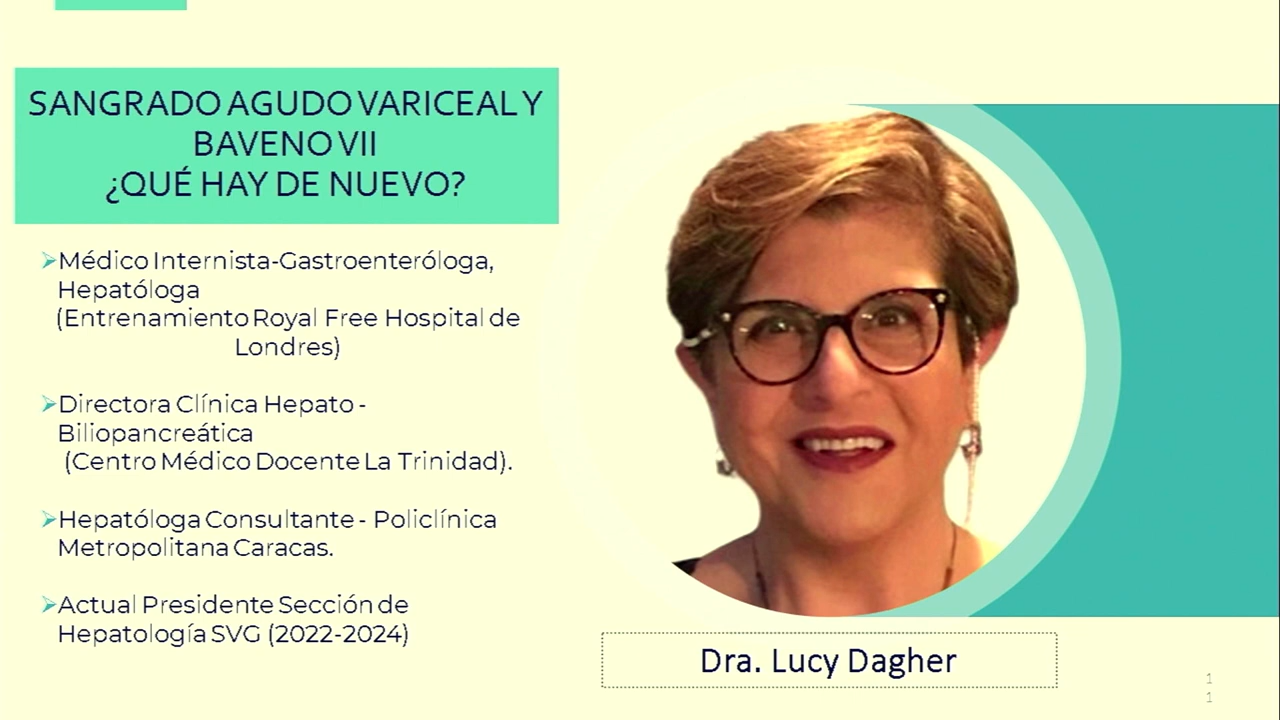 SANGRADO AGUDO VARICEAL Y
BAVENO VII
¿QUÉ HAY DE NUEVO?
Médico Internista-Gastroenteróloga,
Hepatóloga
(Entrenamiento Royal Free Hospital de
Londres)
Directora Clínica Hepato -
Biliopancreática
(Centro Médico Docente La Trinidad).
Hepatóloga Consultante - Policlínica
Metropolitana Caracas.
Actual Presidente Sección de
Hepatología SVG (2022-2024)
Dra. Lucy Dagher
1
1